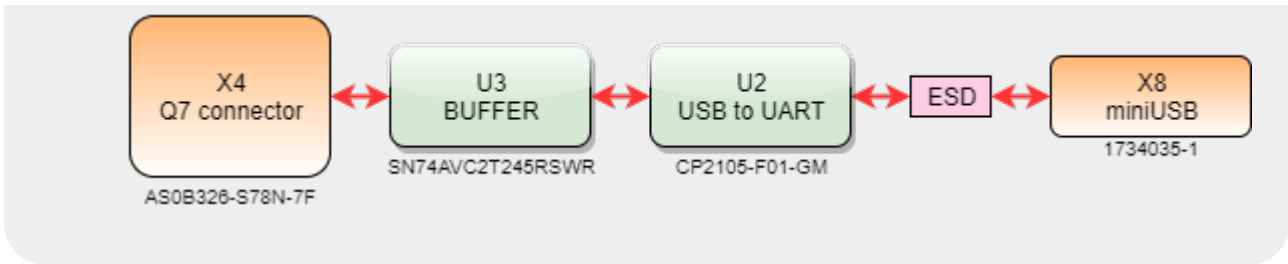 X4
Q7 connector
AS0B326-S78N-7F
U3
BUFFER
SN74AVC2T245RSWR
U2
USB to UART
CP2105-F01-GM
ESD
X8
miniUSB
1734035-1